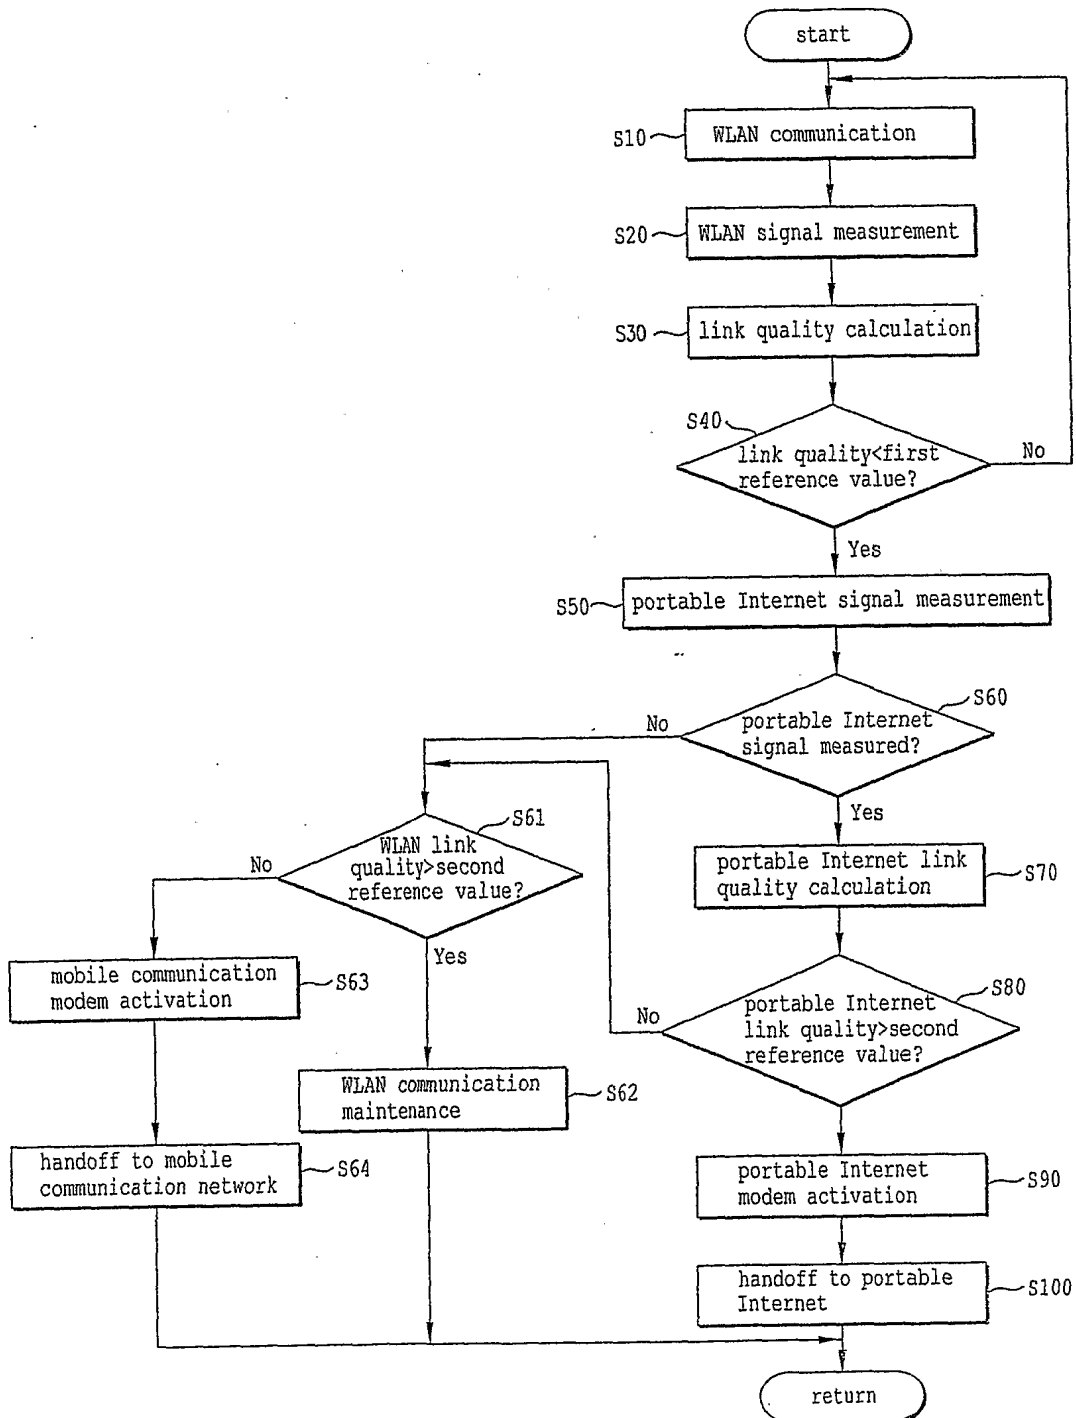 start
S10
WLAN communication
S20
WLAN signal measurement
S30
link quality calculation
S40
link quality<first
reference value?
No
Yes
S50
portable Internet signal measurement
S60
portable Internet
signal measured?
No
Yes
S61
WLAN link
quality>second
reference value?
No
Yes
portable Internet link
quality calculation
S70
mobile communication
modem activation
S63
S80
portable Internet
link quality>second
reference value?
No
WLAN communication
maintenance
S62
handoff to mobile
communication network
S64
portable Internet
modem activation
S90
handoff to portable
Internet
S100
return